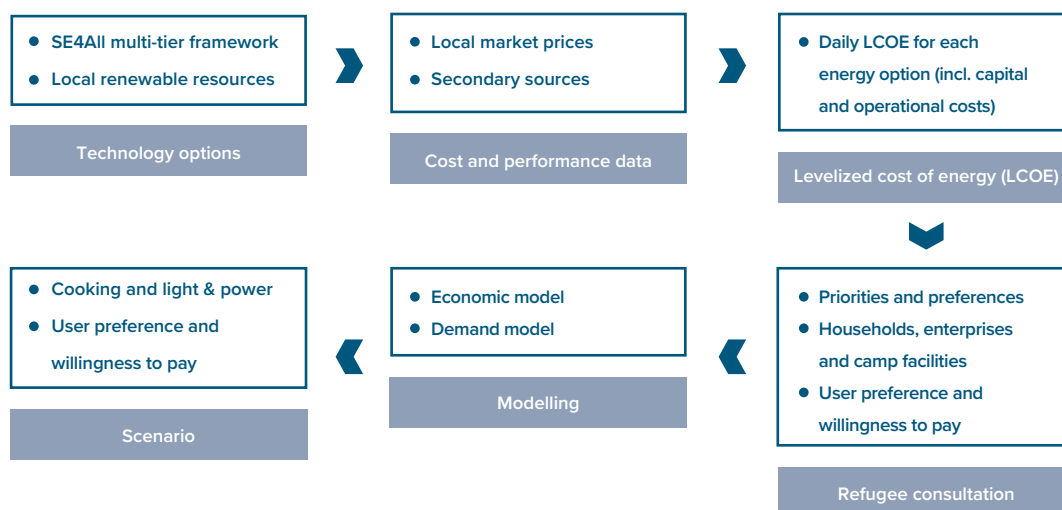 SE4All multi-tier framework
Local renewable resources
Technology options
Local market prices
Secondary sources
Cost and performance data
Daily LCOE for each
energy option (incl. capital
and operational costs)
Levelized cost of energy (LCOE)
Priorities and preferences
Households, enterprises
and camp facilities
User preference and
willingness to pay
Refugee consultation
Economic model
Demand model
Modelling
Cooking and light & power
User preference and
willingness to pay
Scenario